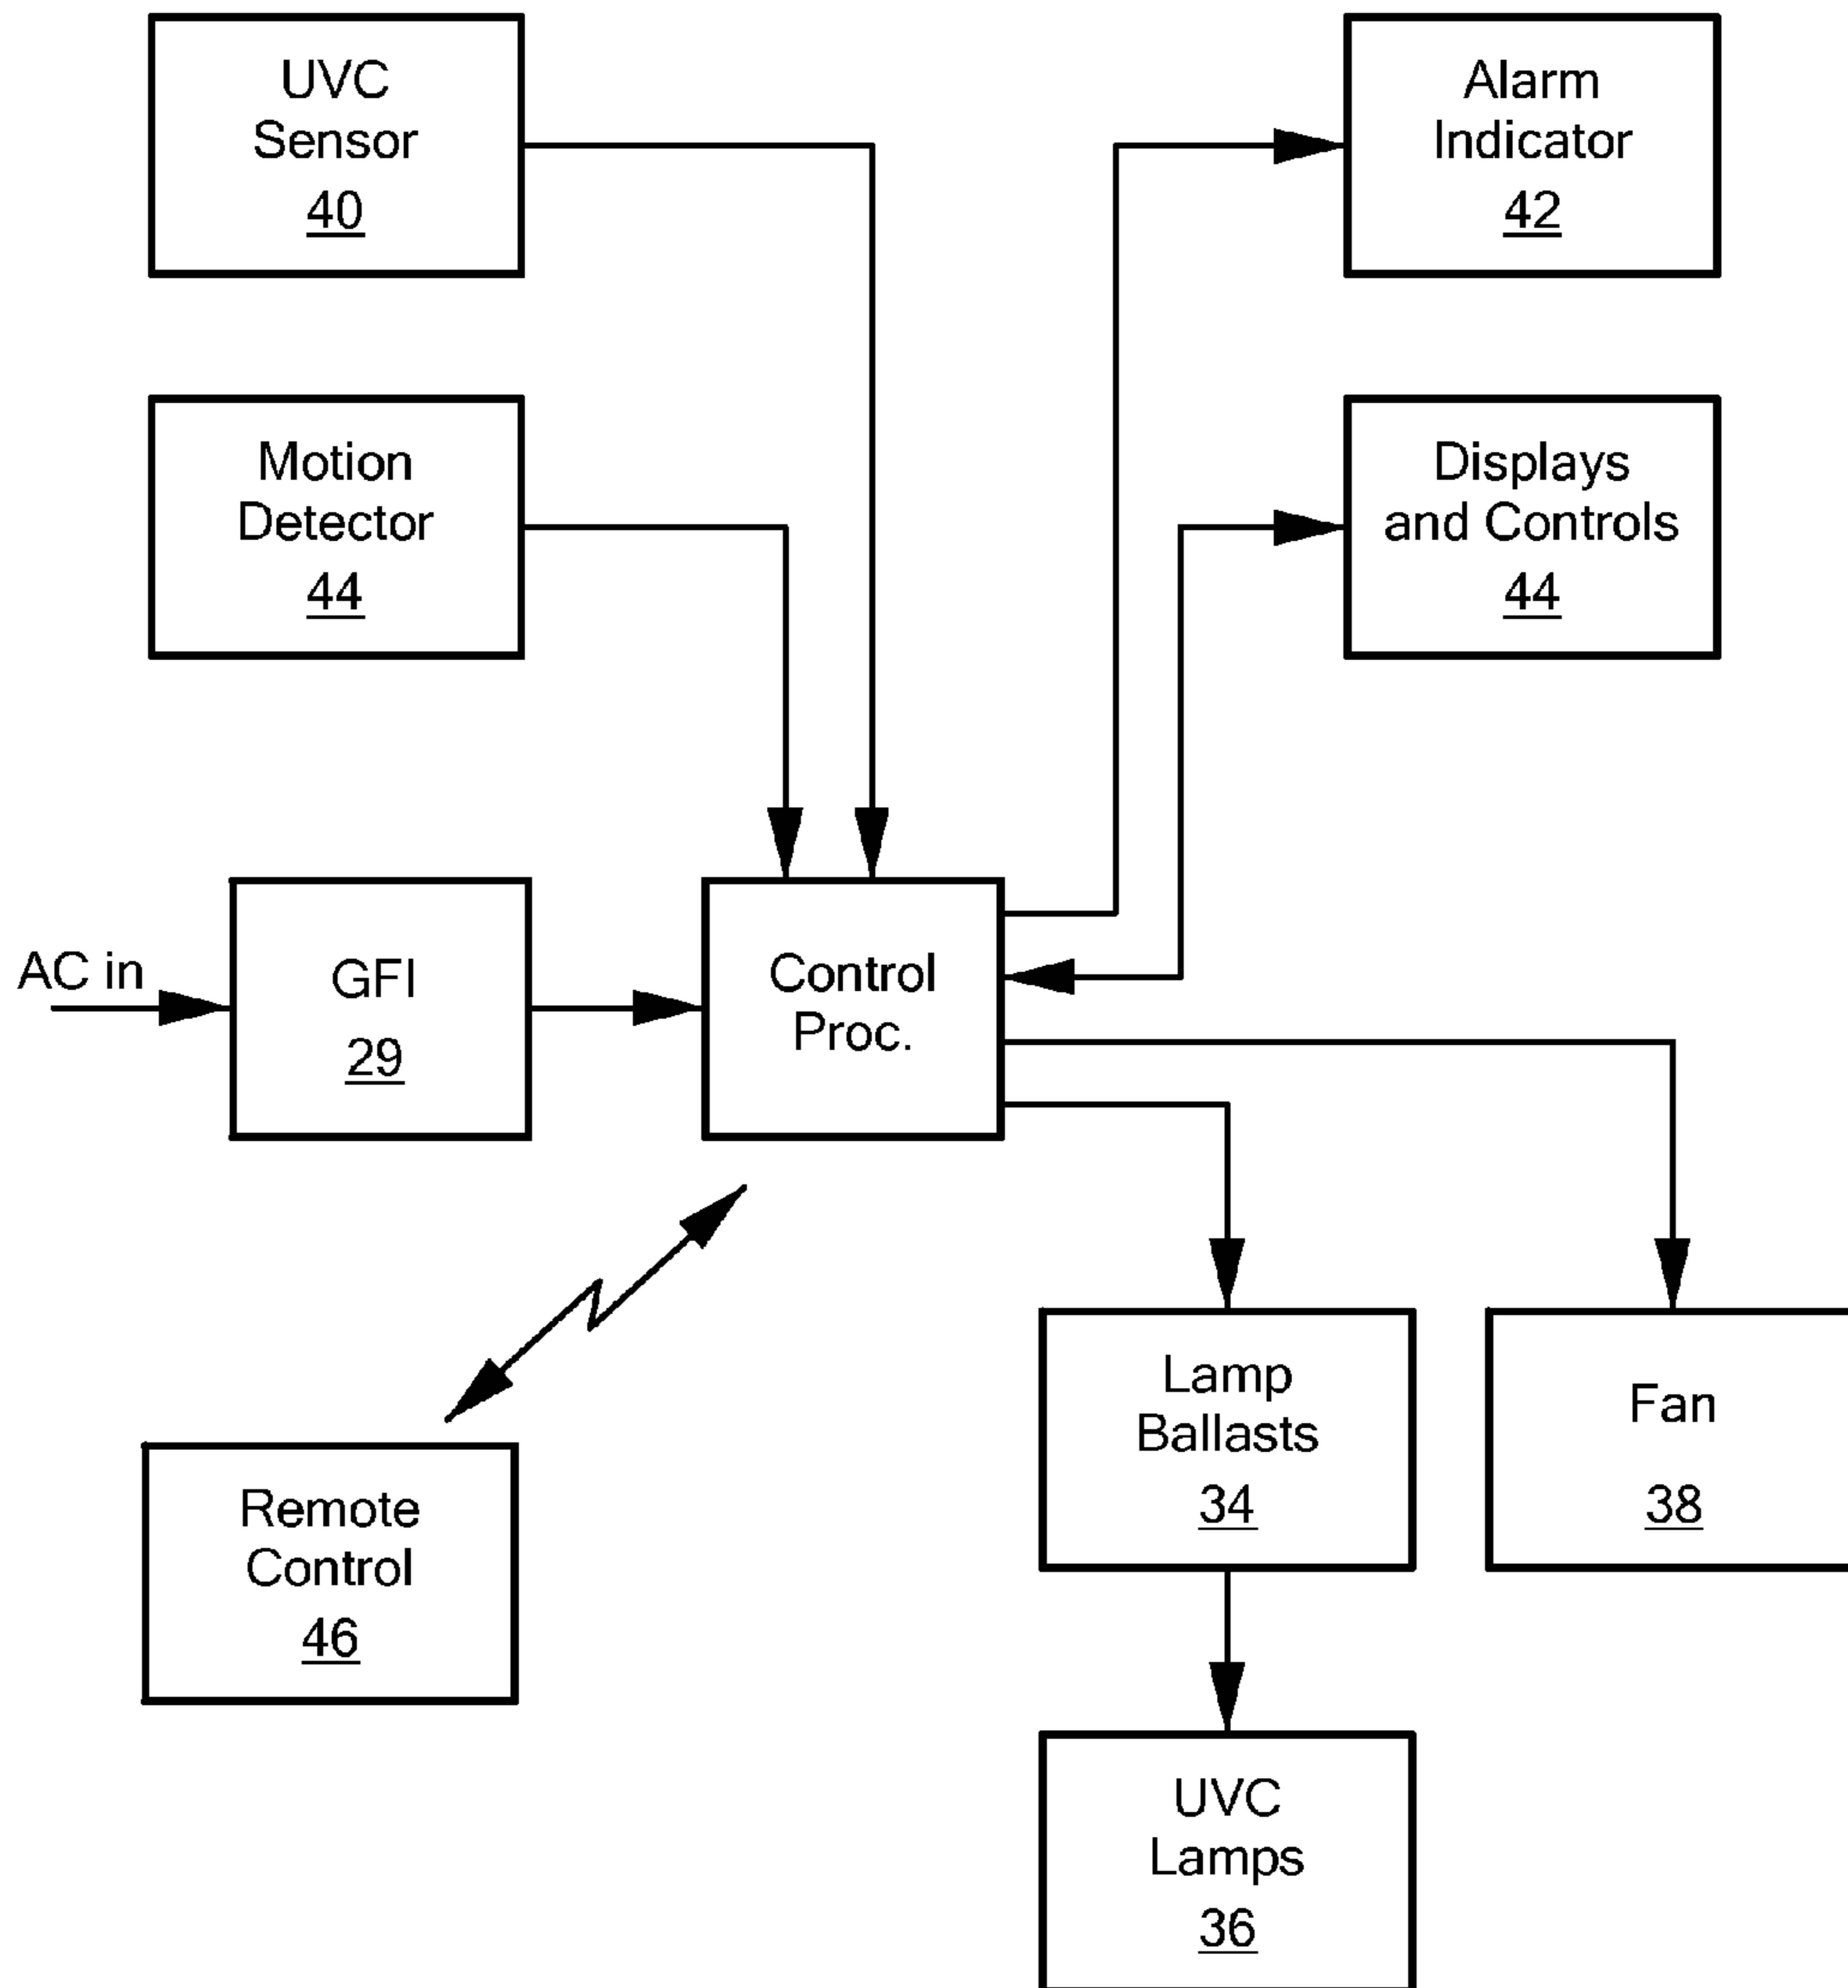 UVC
Sensor
40
Alarm
Indicator
42
Motion
Detector
44
Displays
and Controls
44
AC in
GFI
29
Control
Proc.
Remote
Control
46
Lamp
Ballasts
34
Fan
38
UVC
Lamps
36